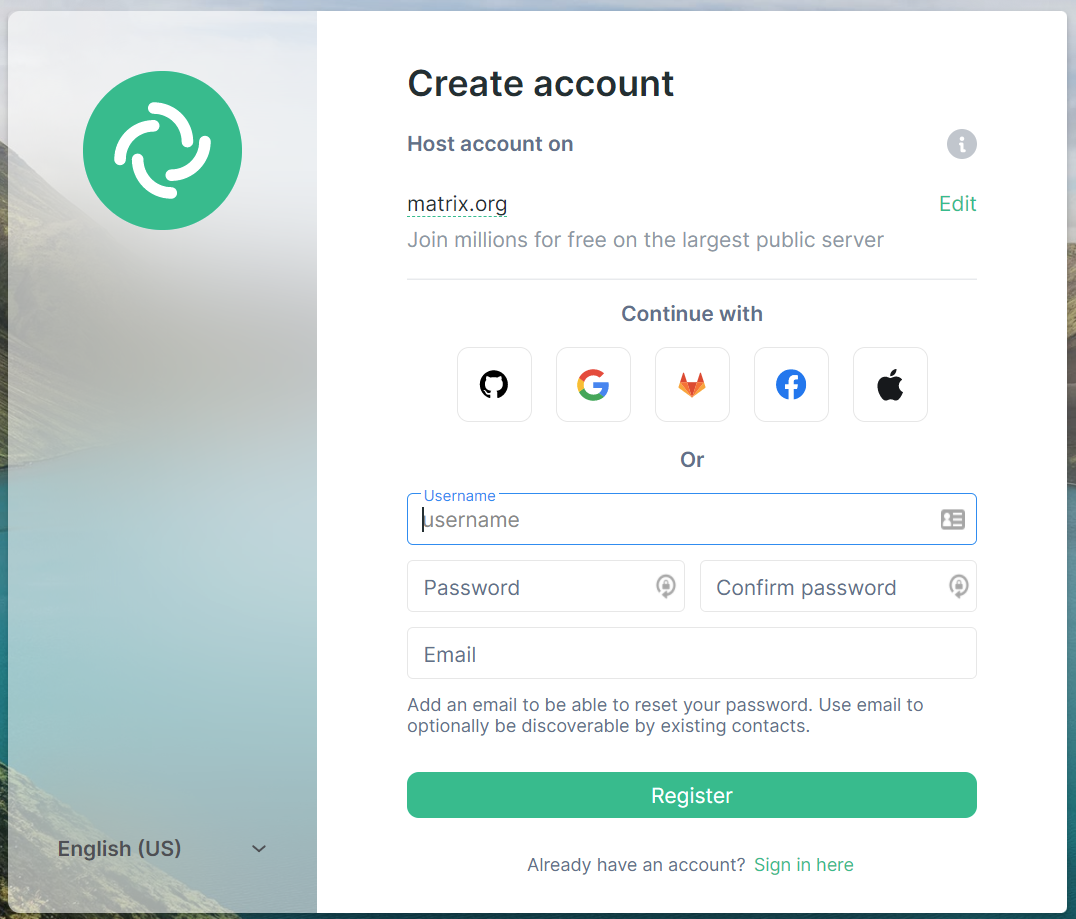 Create account
Host account on
matrix.org
Edit
Join millions for free on the largest public server
Continue with
Or
Username
username
Password
Confirm password
Email
Add an email to be able to reset your password. Use email to
optionally be discoverable by existing contacts.
Register
English (US)
Already have an account? Sign in here